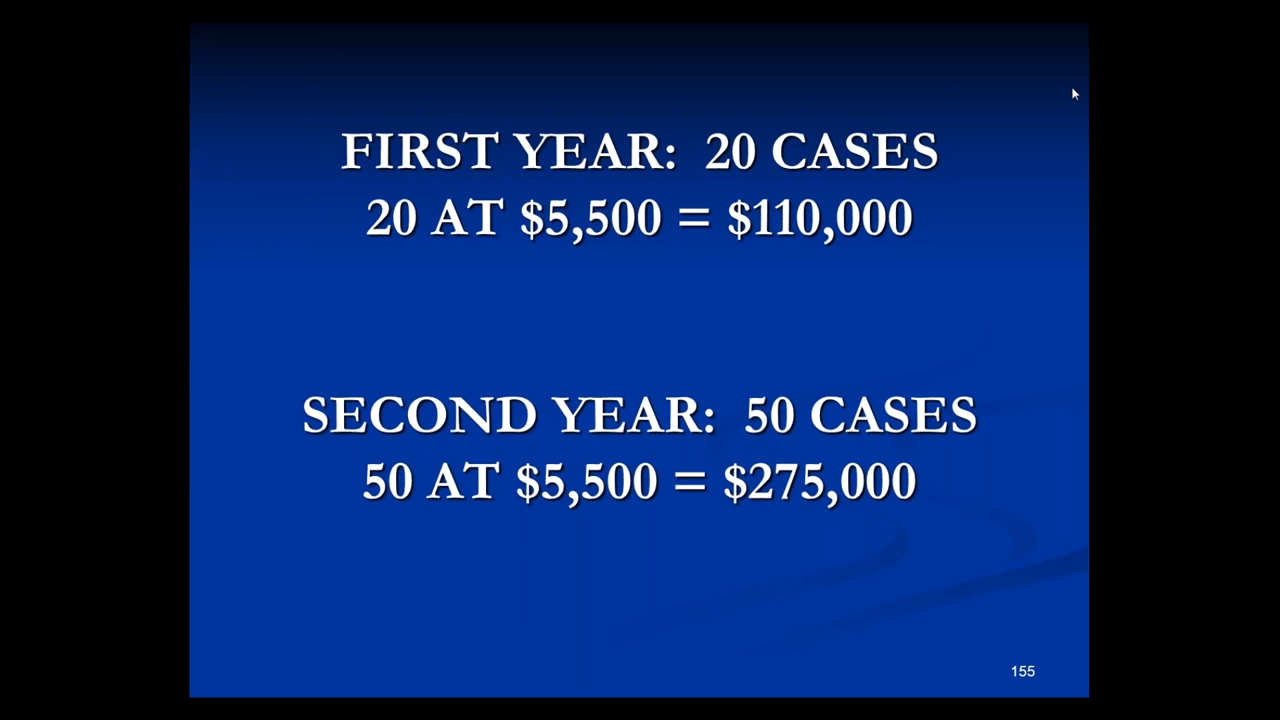 FIRST YEAR: 20 CASES
20 AT $5,500 = $110,000
SECOND YEAR: 50 CASES
50 AT $5,500 = $275,000
155